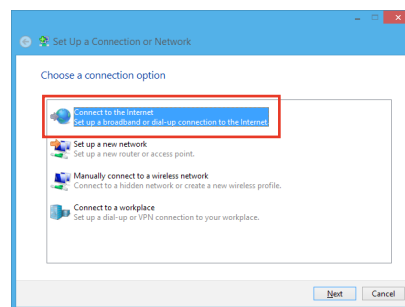 Set Up a Connection or Network
Choose a connection option
Connect to the Internet
Set up a broadband or dial-up connection to the Internet.
Set up a new network
Set up a new router or access point.
Manually connect to a wireless network
Connect to a hidden network or create a new wireless profile.
Connect to a workplace
Set up a dial-up or VPN connection to your workplace.
Next
Cancel